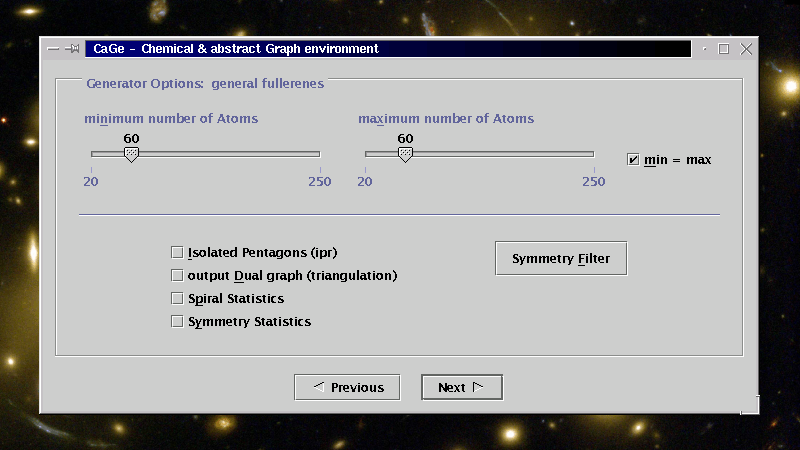 CaGe - Chemical & abstract Graph environment
Generator Options: general fullerenes
minimum number of Atoms
maximum number of Atoms
60
60
min = max
20
250
20
250
Isolated Pentagons (ipr)
output Dual graph (triangulation)
Spiral Statistics
Symmetry Statistics
Symmetry Filter
Previous
Next